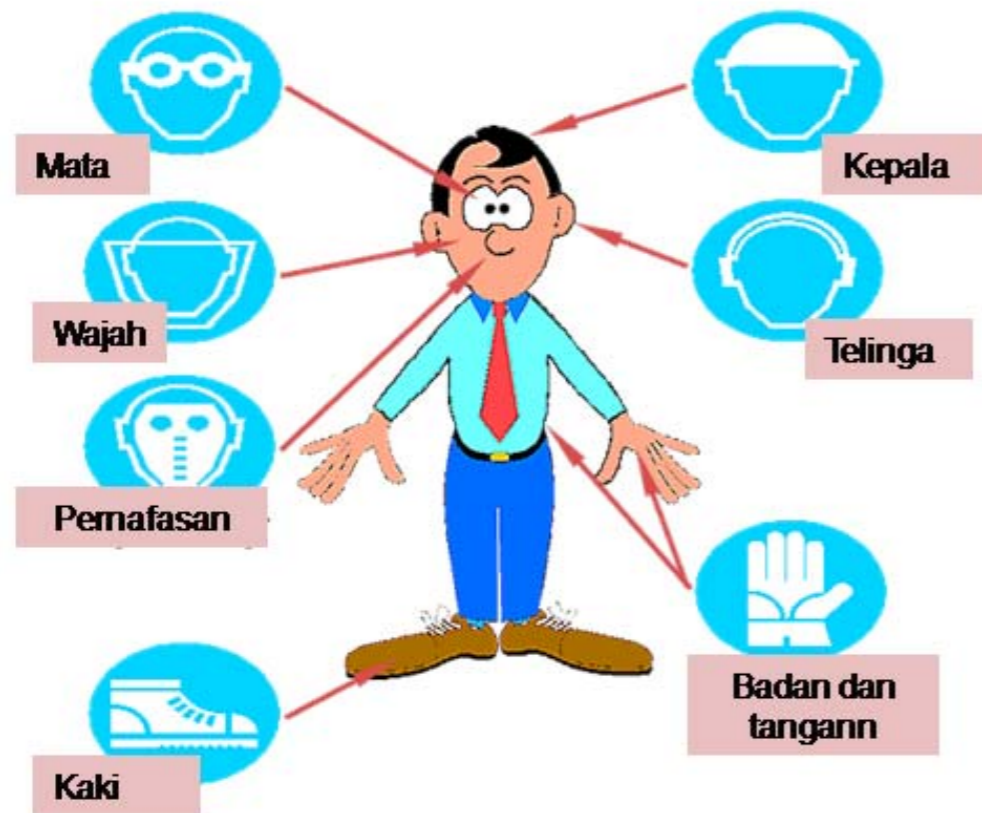 Mata
Kepala
Wajah
Telinga
Pernafasan
Badan dan
tangann
Kaki